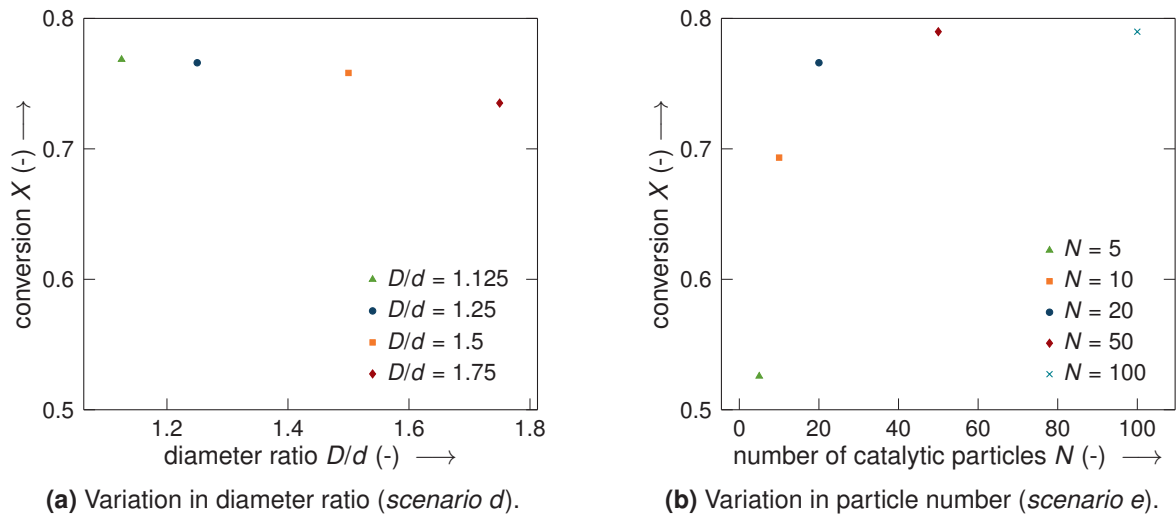 0.8
0.7
0.6
0.5
conversion X (-) ⟶
D/d = 1.125
D/d = 1.25
D/d = 1.5
D/d = 1.75
1.2 1.4 1.6 1.8
diameter ratio D/d (-) ⟶
(a) Variation in diameter ratio (scenario d).
0.8
0.7
0.6
0.5
conversion X (-) ⟶
N = 5
N = 10
N = 20
N = 50
N = 100
0 20 40 60 80 100
number of catalytic particles N (-) ⟶
(b) Variation in particle number (scenario e).